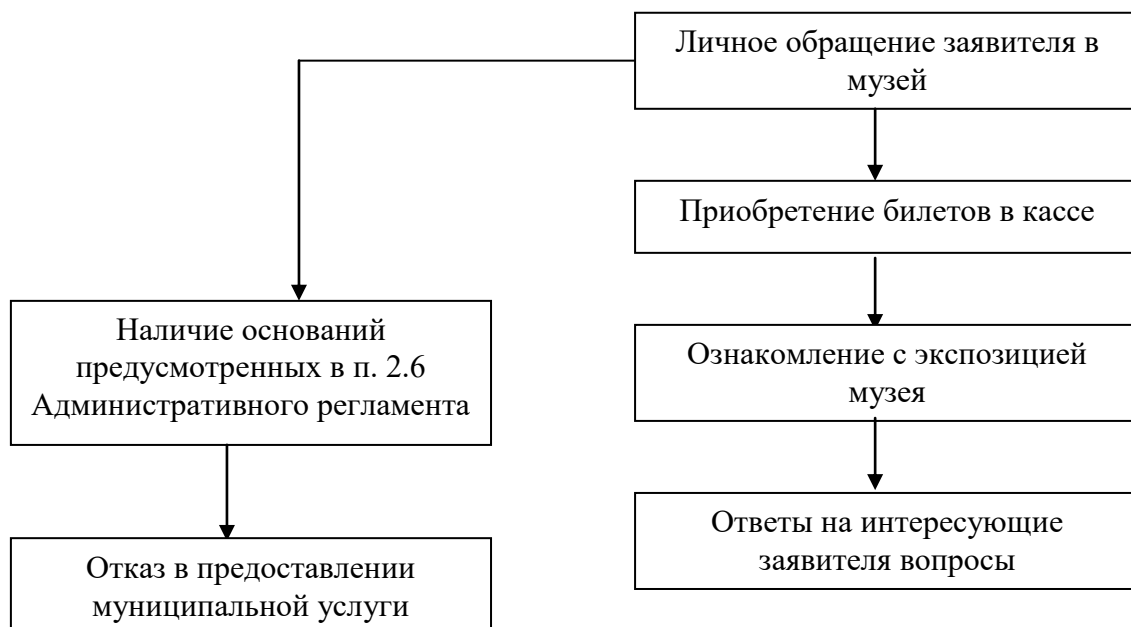 Личное обращение заявителя в
музей
Приобретение билетов в кассе
Наличие оснований
предусмотренных в п. 2.6
Административного регламента
Ознакомление с экспозицией
музея
Отказ в предоставлении
муниципальной услуги
Ответы на интересующие
заявителя вопросы